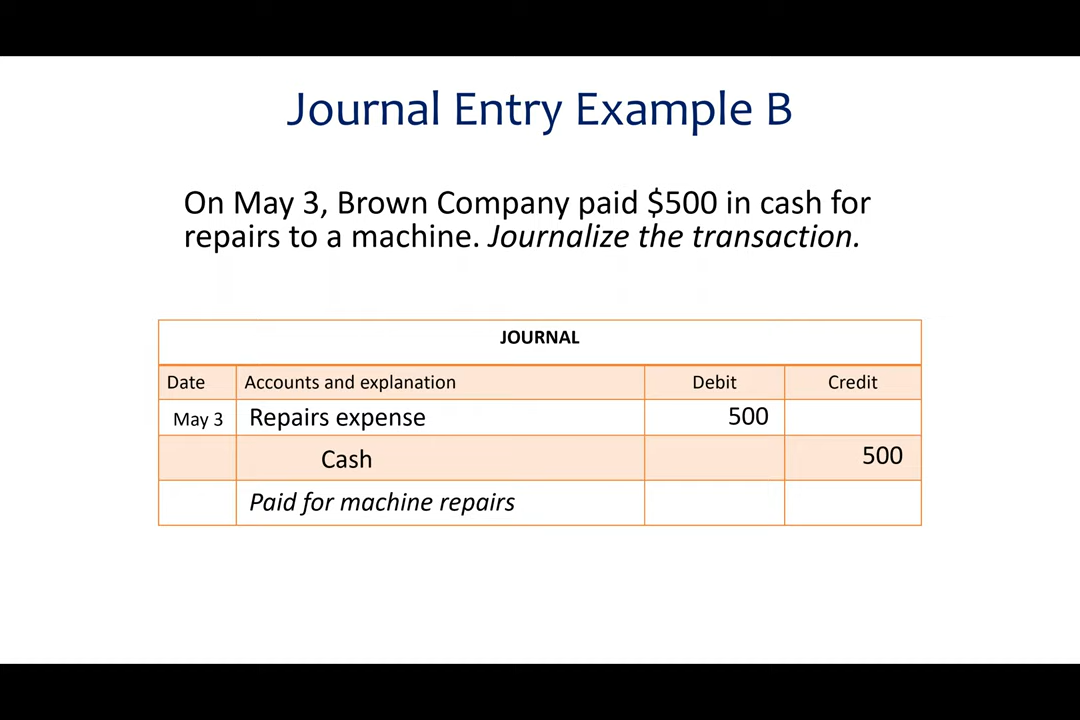 Journal Entry Example B
On May 3, Brown Company paid $500 in cash for
repairs to a machine. Journalize the transaction.
JOURNAL
Date Accounts and explanation Debit Credit
May 3 Repairs expense 500
Cash 500
Paid for machine repairs